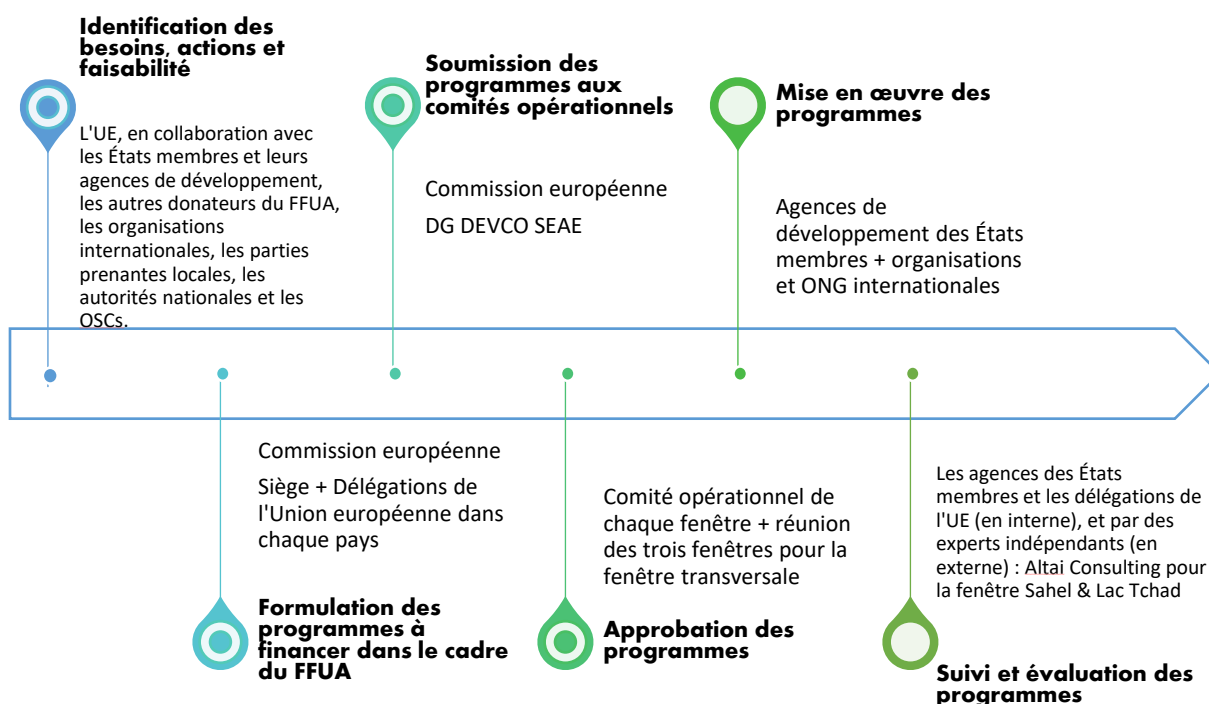 Identification des
besoins, actions et
faisabilité
L'UE, en collaboration avec
les États membres et leurs
agences de développement,
les autres donateurs du FFUA,
les organisations
internationales, les parties
prenantes locales, les
autorités nationales et les
OSCs.
Commission européenne
Siège + Délégations de
l'Union européenne dans
chaque pays
Formulation des
programmes à
financer dans le cadre
du FFUA
Soumission des
programmes aux
comités opérationnels
Commission européenne
DG DEVCO SEAE
Comité opérationnel de
chaque fenêtre + réunion
des trois fenêtres pour la
fenêtre transversale
Approbation des
programmes
Mise en œuvre des
programmes
Agences de
développement des États
membres + organisations
et ONG internationales
Les agences des États
membres et les délégations de
l'UE (en interne), et par des
experts indépendants (en
externe) : Altai Consulting pour
la fenêtre Sahel & Lac Tchad
Suivi et évaluation des
programmes